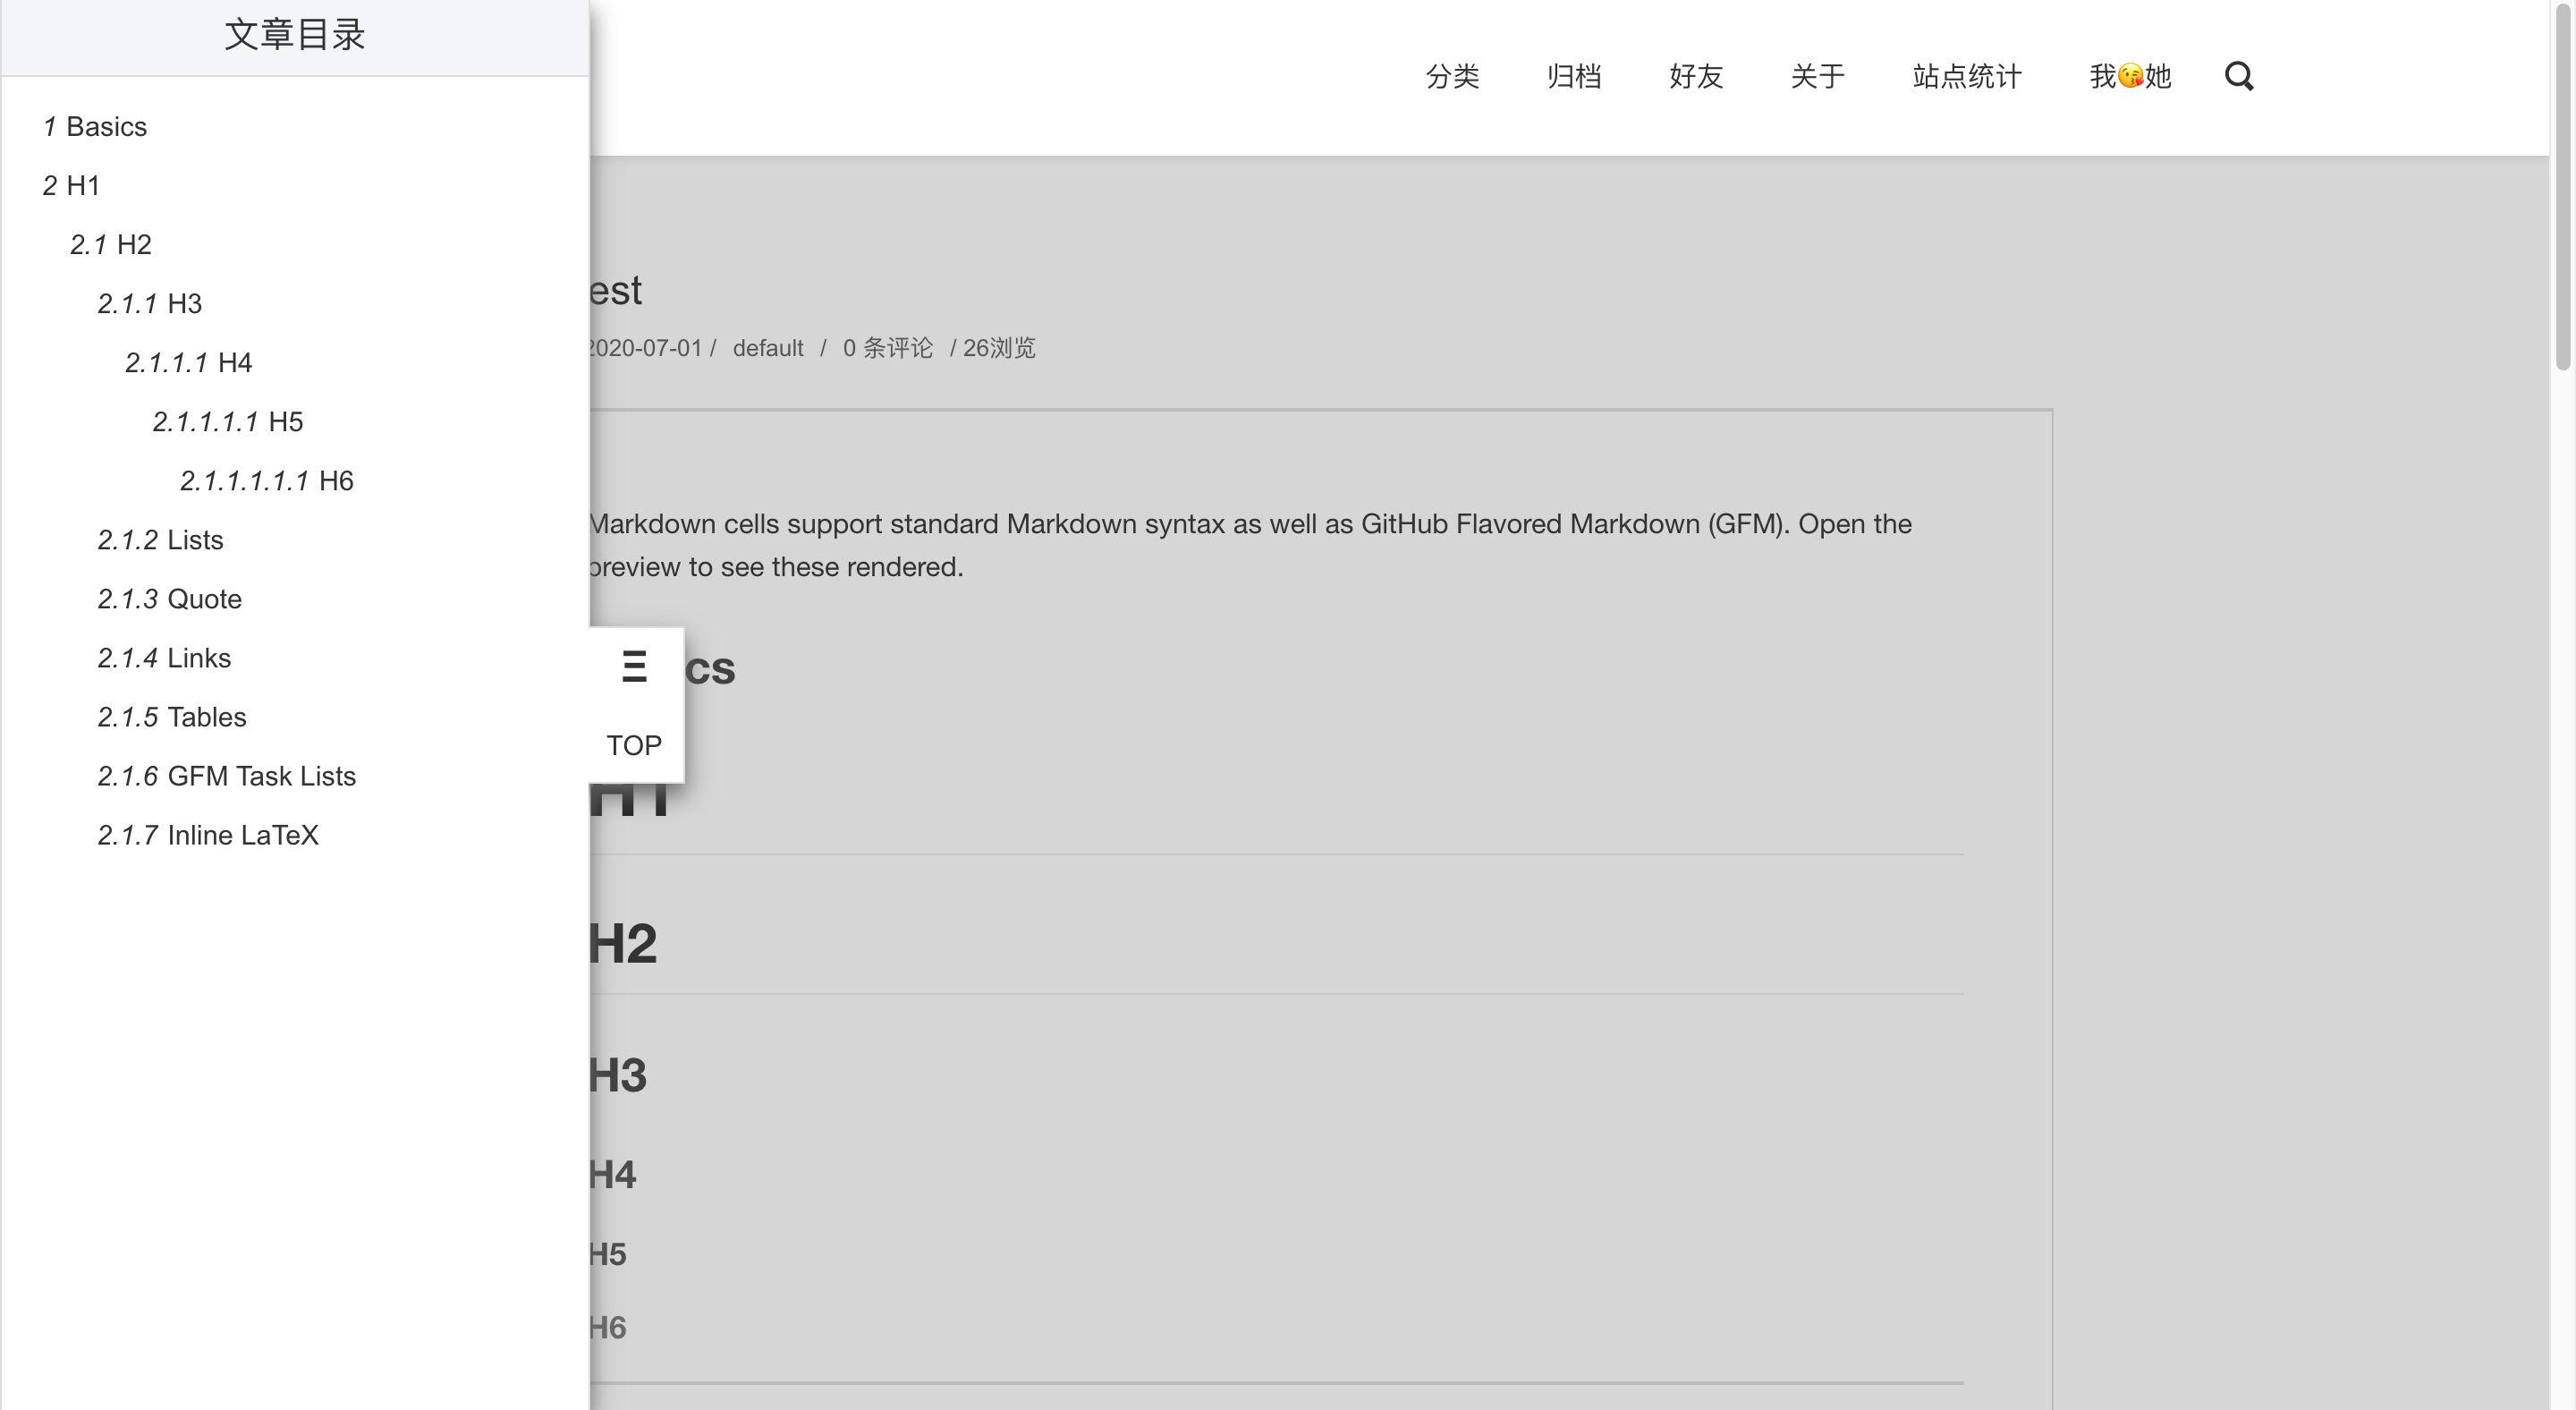 文章目录
1 Basics
2 H1
2.1 H2
2.1.1 H3
2.1.1.1 H4
2.1.1.1.1 H5
2.1.1.1.1.1 H6
2.1.2 Lists
2.1.3 Quote
2.1.4 Links
2.1.5 Tables
2.1.6 GFM Task Lists
2.1.7 Inline LaTeX
TOP
分类 归档 好友 关于 站点统计 我😘她
est
2020-07-01 / default / 0 条评论 / 26浏览
Markdown cells support standard Markdown syntax as well as GitHub Flavored Markdown (GFM). Open the
preview to see these rendered.
cs
H1
H2
H3
H4
H5
H6